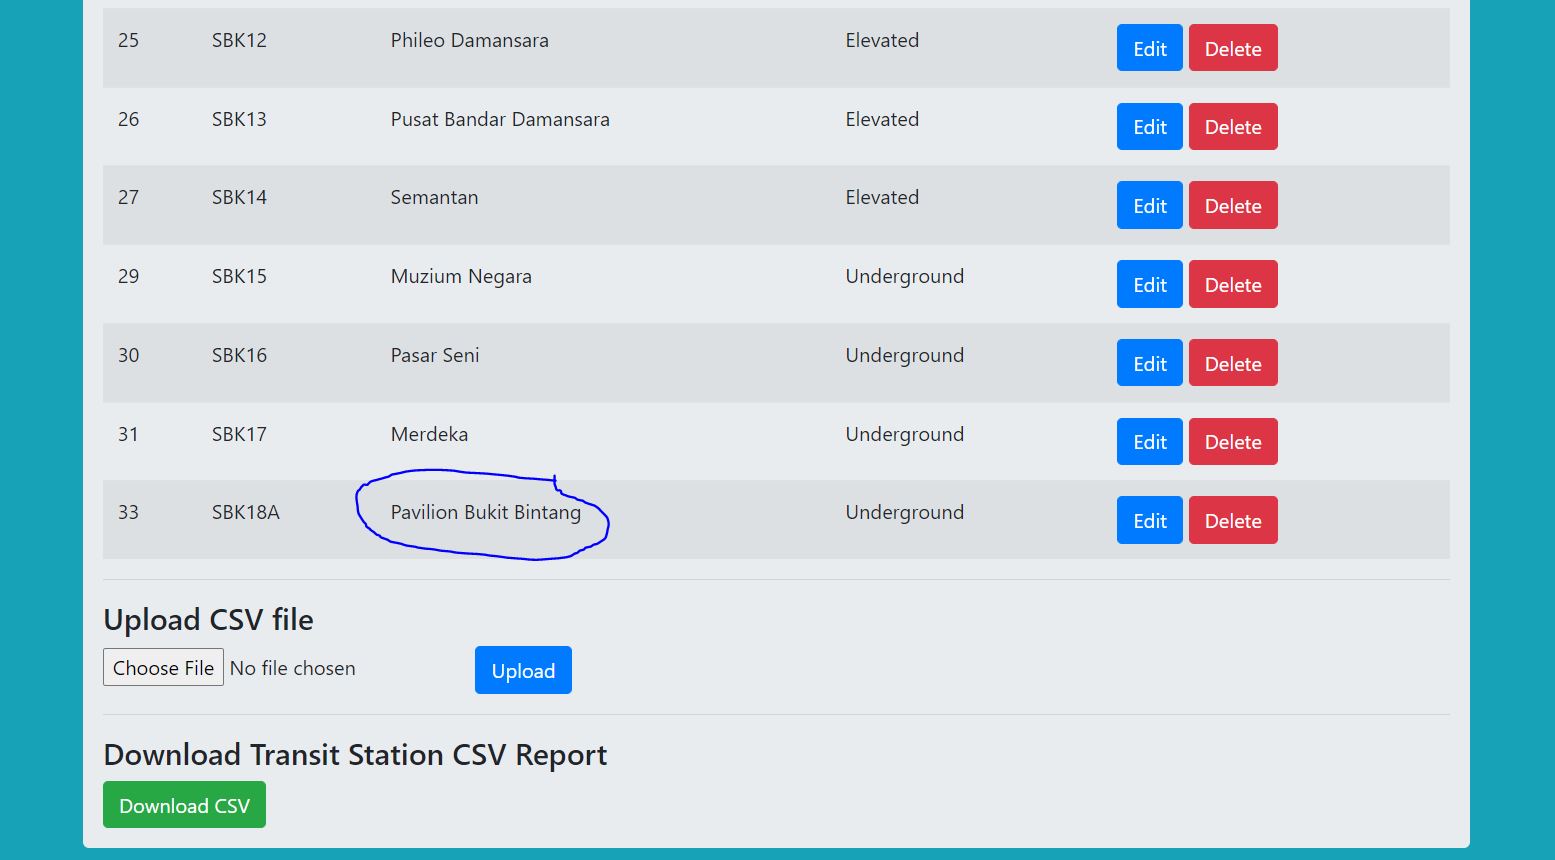 25 SBK12 Phileo Damansara Elevated Edit Delete
26 SBK13 Pusat Bandar Damansara Elevated Edit Delete
27 SBK14 Semantan Elevated Edit Delete
29 SBK15 Muzium Negara Underground Edit Delete
30 SBK16 Pasar Seni Underground Edit Delete
31 SBK17 Merdeka Underground Edit Delete
33 SBK18A Pavilion Bukit Bintang Underground Edit Delete
Upload CSV file
Choose File No file chosen Upload
Download Transit Station CSV Report
Download CSV